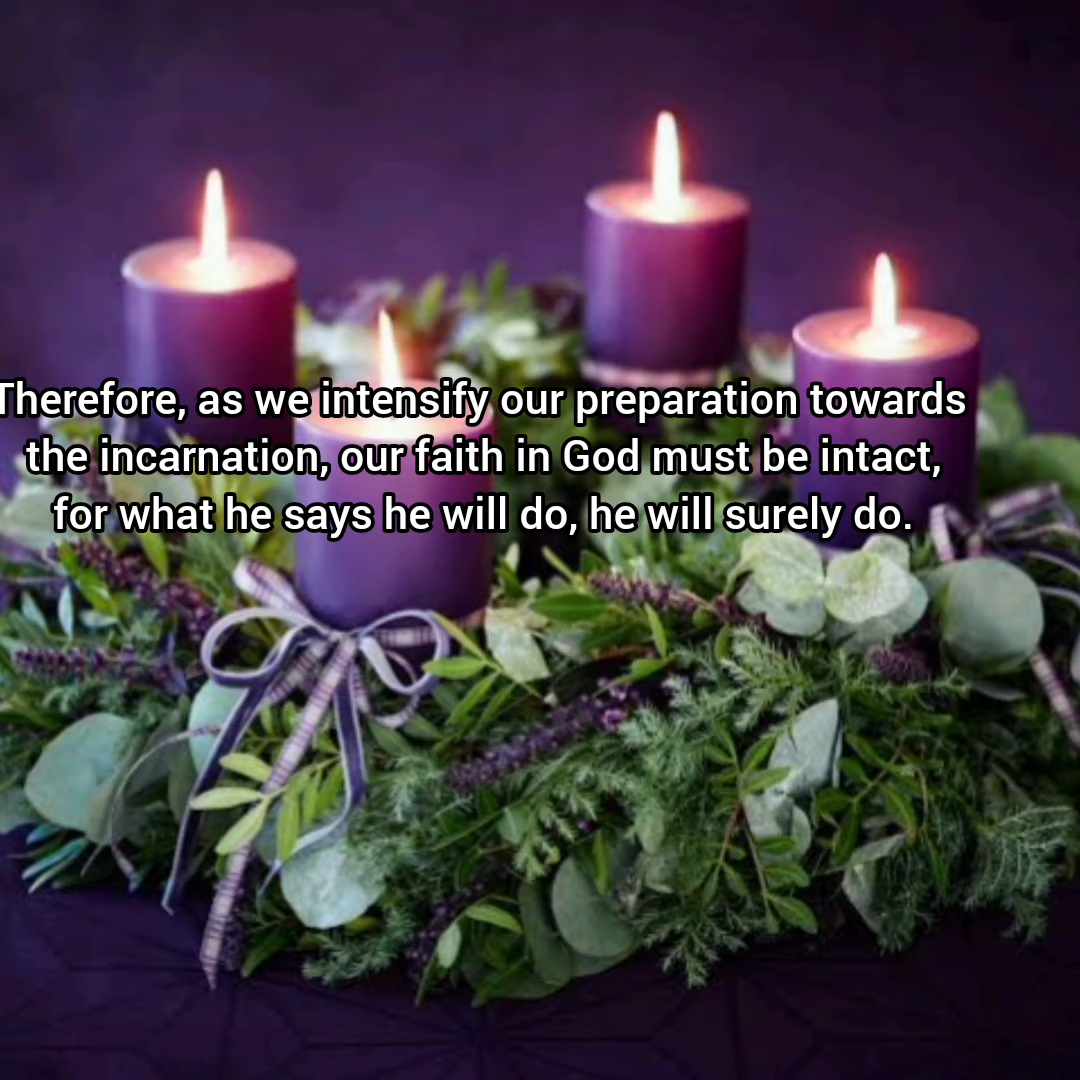 Therefore, as we intensify our preparation towards
the incarnation, our faith in God must be intact,
for what he says he will do, he will surely do.